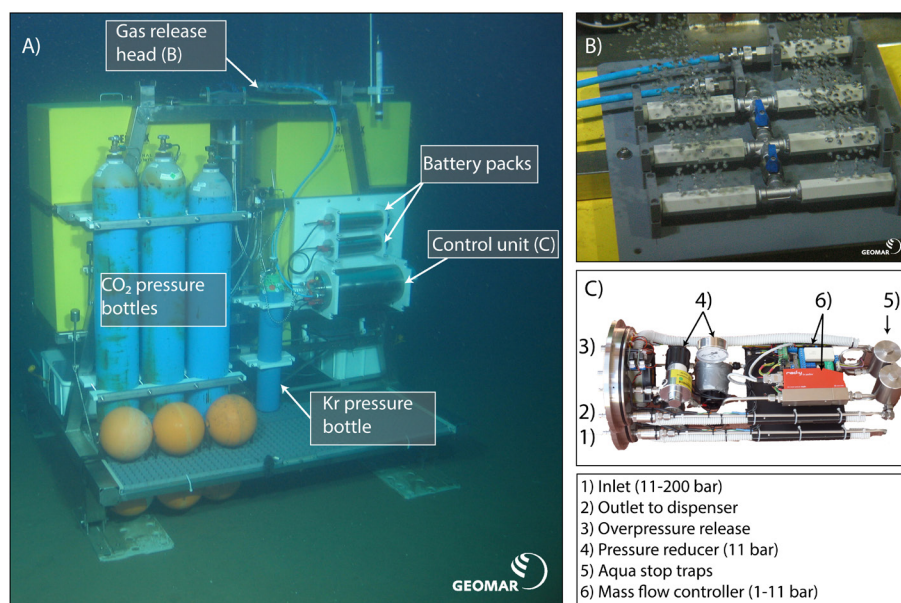 A)
Gas release
head (B)
Battery packs
Control unit (C)
CO₂ pressure
bottles
Kr pressure
bottle
GEOMAR
B)
GEOMAR
C)
4)
6)
5)
3)
2)
1)
1) Inlet (11-200 bar)
2) Outlet to dispenser
3) Overpressure release
4) Pressure reducer (11 bar)
5) Aqua stop traps
6) Mass flow controller (1-11 bar)